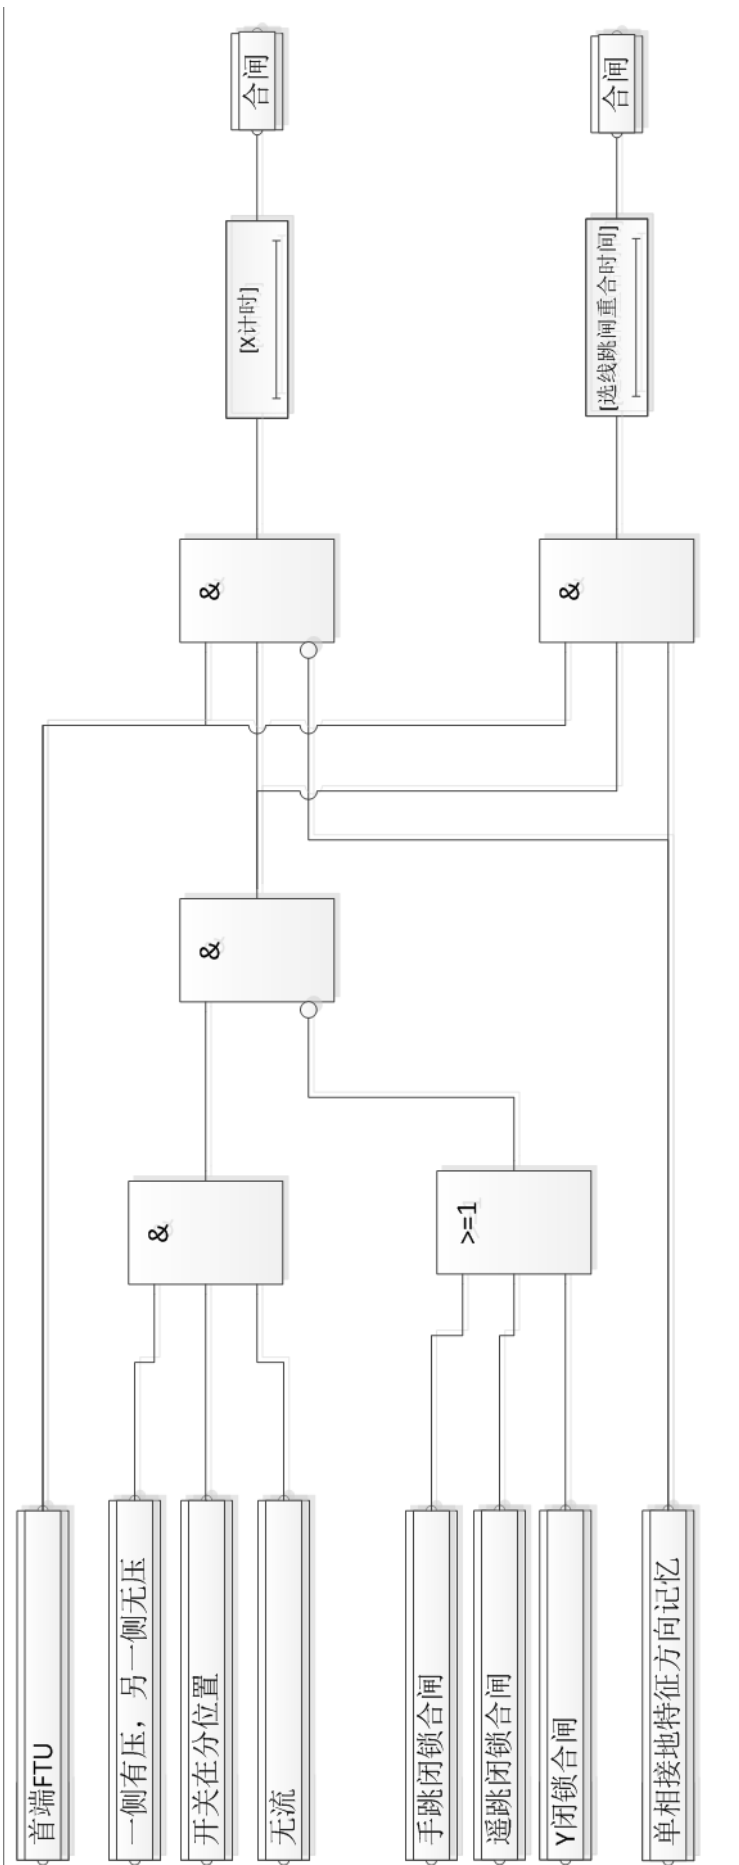 首端FTU
一侧有压，另一侧无压
开关在分位置
无流
手跳闭锁合闸
遥跳闭锁合闸
Y闭锁合闸
单相接地特征方向记忆
&
>=1
&
&
&
[X计时]
[选线跳闸重合时间]
合闸
合闸